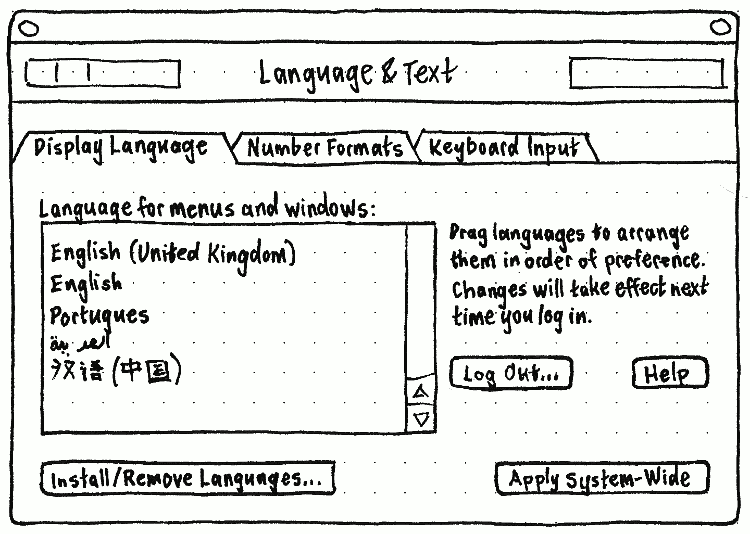 Language & Text
Display Language
Number Formats
Keyboard Input
Language for menus and windows:
English (United Kingdom)
English
Portugues
العربية
汉语 (中国)
Drag languages to arrange
them in order of preference.
Changes will take effect next
time you log in.
Log Out...
Help
Install/Remove Languages...
Apply System-Wide